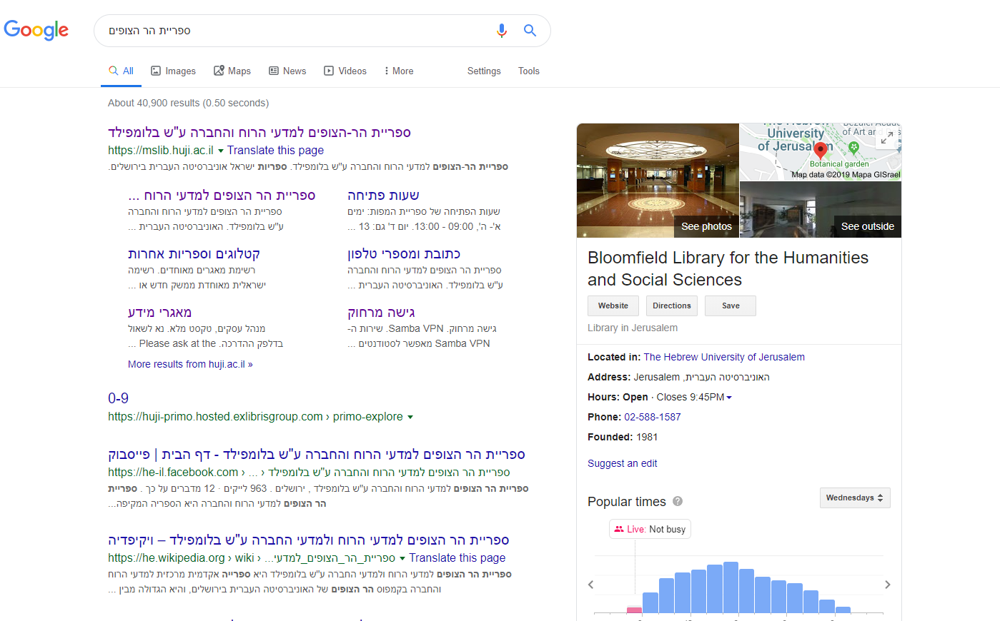 Google
ספריית הר הצופים
All
Images
Maps
News
Videos
More
Settings
Tools
About 40,900 results (0.50 seconds)
ספריית הר-הצופים למדעי הרוח והחברה ע"ש בלומפילד
https://mslib.huji.ac.il ▾ Translate this page
ספריית הר-הצופים למדעי הרוח והחברה ע"ש בלומפילד. ספריות ישראל אוניברסיטה העברית בירושלים.
ספריית הר הצופים למדעי הרוח ...
ספריית הר הצופים למדעי הרוח והחברה
ע"ש בלומפילד. האוניברסיטה העברית ...
שעות פתיחה
שעות הפתיחה של ספריית המפות: ימים
א'- ה', 09:00 - 13:00. יום ד' גם: 13 ...
קטלוגים וספריות אחרות
רשימת מאגרים מאוחדים. רשימה
ישראלית מאוחדת ממשק חדש או ...
כתובת ומספרי טלפון
ספריית הר הצופים למדעי הרוח והחברה
ע"ש בלומפילד. האוניברסיטה העברית ...
מאגרי מידע
מנהל עסקים, טקסט מלא. נא לשאול
בדלפק ההדרכה. Please ask at the ...
גישה מרחוק
גישה מרחוק. Samba VPN. שירות ה-
Samba VPN מאפשר לסטודנטים ...
More results from huji.ac.il »
0-9
https://huji-primo.hosted.exlibrisgroup.com › primo-explore ▾
ספריית הר הצופים למדעי הרוח והחברה ע"ש בלומפילד - דף הבית | פייסבוק
https://he-il.facebook.com › ... › ספריית הר הצופים למדעי הרוח והחברה ע"ש בלומפילד
ספריית הר הצופים למדעי הרוח והחברה ע"ש בלומפילד , ירושלים . 963 לייקים · 12 מדברים על כך . ספריית
הר הצופים למדעי הרוח והחברה היא הספריה המקיפה...
ספריית הר הצופים למדעי הרוח ולמדעי החברה ע"ש בלומפילד – ויקיפדיה
https://he.wikipedia.org › wiki › ...ספריית_הר_הצופים_למדעי ▾ Translate this page
ספריית הר הצופים למדעי הרוח ולמדעי החברה ע"ש בלומפילד היא ספרייה אקדמית מרכזית למדעי הרוח
והחברה בקמפוס הר הצופים של האוניברסיטה העברית בירושלים, והיא הגדולה מבין ...
See photos
The Hebrew
University
of Jerusalem
of Art and
Botanical garden
Map data ©2019 Mapa GISrael
See outside
Bloomfield Library for the Humanities
and Social Sciences
Website
Directions
Save
Library in Jerusalem
Located in: The Hebrew University of Jerusalem
Address: Jerusalem ,האוניברסיטה העברית
Hours: Open · Closes 9:45PM ▾
Phone: 02-588-1587
Founded: 1981
Suggest an edit
Popular times
Wednesdays
Live: Not busy